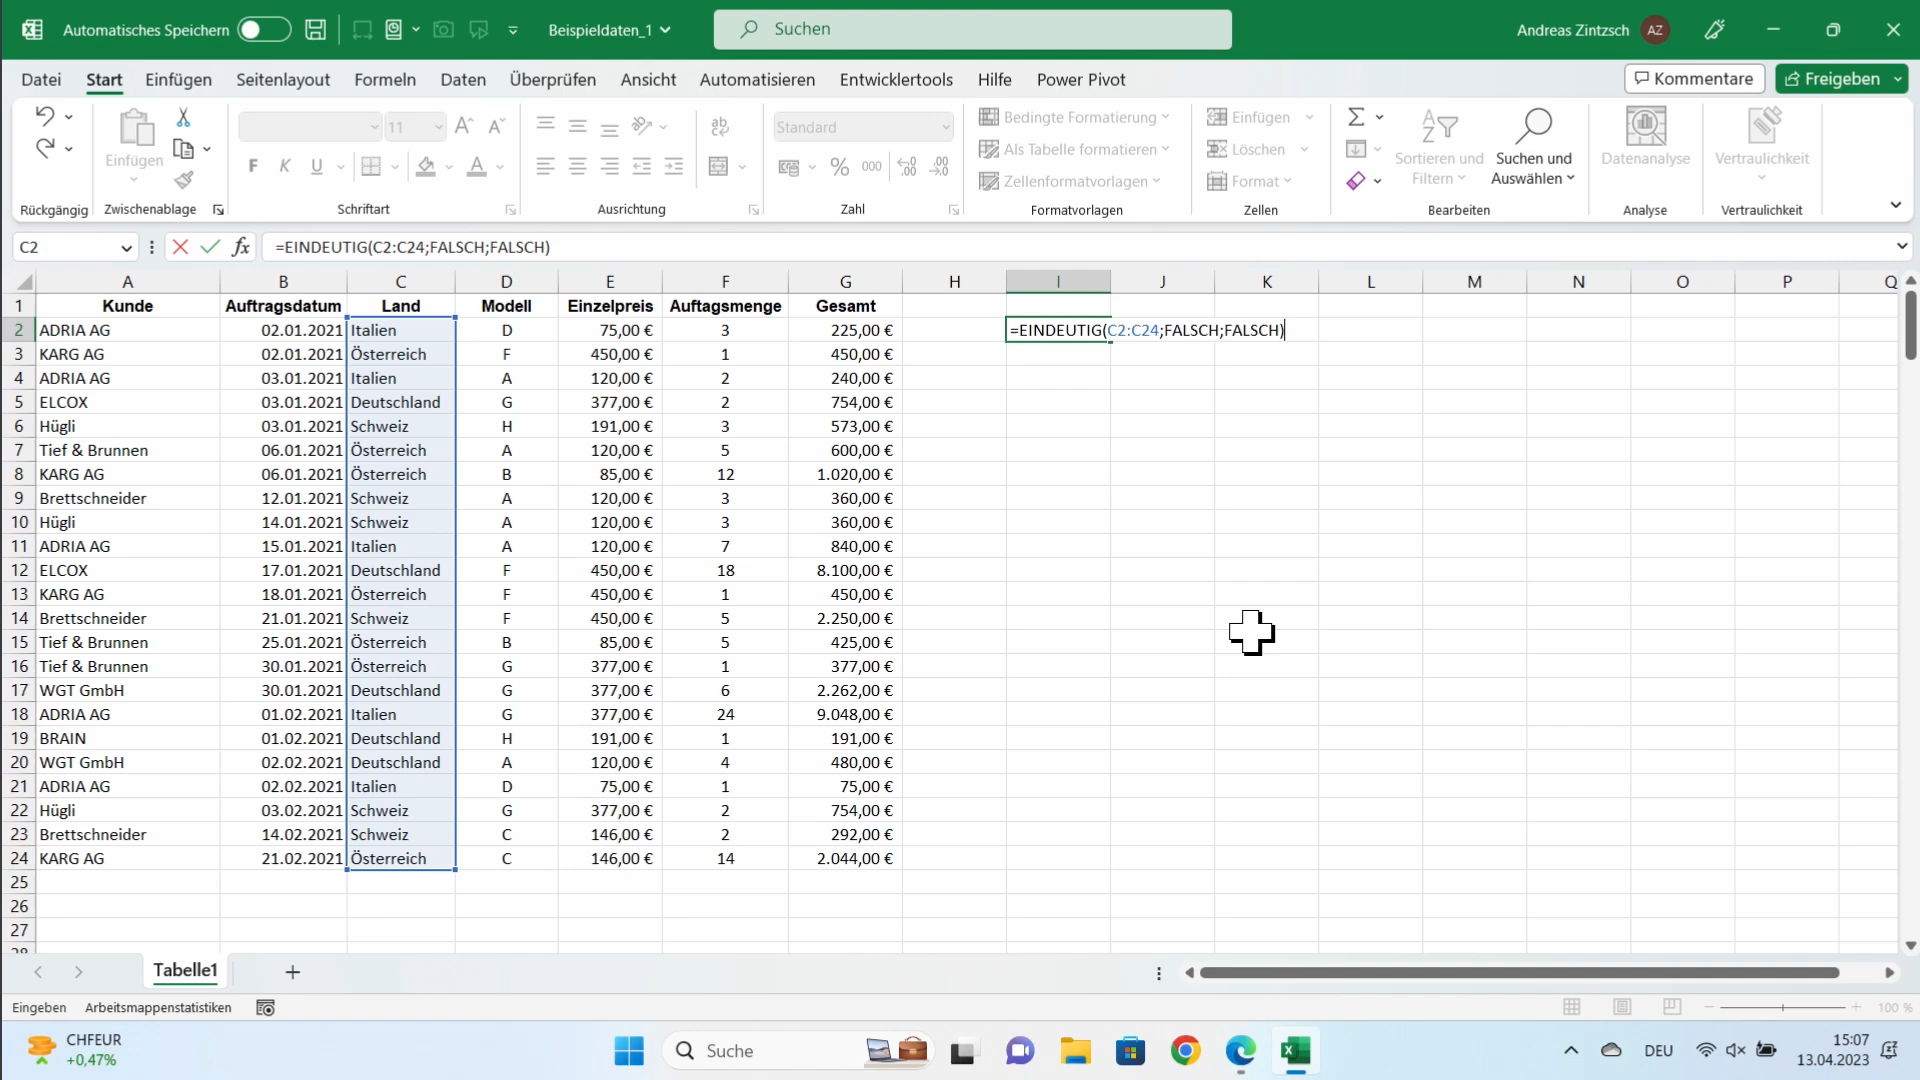 Automatisches Speichern Beispieldaten_1 Suchen Andreas Zintzsch AZ
Datei Start Einfügen Seitenlayout Formeln Daten Überprüfen Ansicht Automatisieren Entwicklertools Hilfe Power Pivot Kommentare Freigeben
11 Standard Bedingte Formatierung Einfügen
Einfügen Als Tabelle formatieren Löschen Sortieren und Filtern Suchen und Auswählen Datenanalyse Vertraulichkeit
F K U % 000 Zellenformatvorlagen Format
Rückgängig Zwischenablage Schriftart Ausrichtung Zahl Formatvorlagen Zellen Bearbeiten Analyse Vertraulichkeit
C2 fx =EINDEUTIG(C2:C24;FALSCH;FALSCH)
A B C D E F G H I J K L M N O P Q
1 Kunde Auftragsdatum Land Modell Einzelpreis Auftagsmenge Gesamt
2 ADRIA AG 02.01.2021 Italien D 75,00 € 3 225,00 € =EINDEUTIG(C2:C24;FALSCH;FALSCH)
3 KARG AG 02.01.2021 Österreich F 450,00 € 1 450,00 €
4 ADRIA AG 03.01.2021 Italien A 120,00 € 2 240,00 €
5 ELCOX 03.01.2021 Deutschland G 377,00 € 2 754,00 €
6 Hügli 03.01.2021 Schweiz H 191,00 € 3 573,00 €
7 Tief & Brunnen 06.01.2021 Österreich A 120,00 € 5 600,00 €
8 KARG AG 06.01.2021 Österreich B 85,00 € 12 1.020,00 €
9 Brettschneider 12.01.2021 Schweiz A 120,00 € 3 360,00 €
10 Hügli 14.01.2021 Schweiz A 120,00 € 3 360,00 €
11 ADRIA AG 15.01.2021 Italien A 120,00 € 7 840,00 €
12 ELCOX 17.01.2021 Deutschland F 450,00 € 18 8.100,00 €
13 KARG AG 18.01.2021 Österreich F 450,00 € 1 450,00 €
14 Brettschneider 21.01.2021 Schweiz F 450,00 € 5 2.250,00 €
15 Tief & Brunnen 25.01.2021 Österreich B 85,00 € 5 425,00 €
16 Tief & Brunnen 30.01.2021 Österreich G 377,00 € 1 377,00 €
17 WGT GmbH 30.01.2021 Deutschland G 377,00 € 6 2.262,00 €
18 ADRIA AG 01.02.2021 Italien G 377,00 € 24 9.048,00 €
19 BRAIN 01.02.2021 Deutschland H 191,00 € 1 191,00 €
20 WGT GmbH 02.02.2021 Deutschland A 120,00 € 4 480,00 €
21 ADRIA AG 02.02.2021 Italien D 75,00 € 1 75,00 €
22 Hügli 03.02.2021 Schweiz G 377,00 € 2 754,00 €
23 Brettschneider 14.02.2021 Schweiz C 146,00 € 2 292,00 €
24 KARG AG 21.02.2021 Österreich C 146,00 € 14 2.044,00 €
25
26
27
28
Tabelle1
Eingeben Arbeitsmappenstatistiken 100 %
CHFEUR
+0,47%
Suche DEU 15:07
13.04.2023